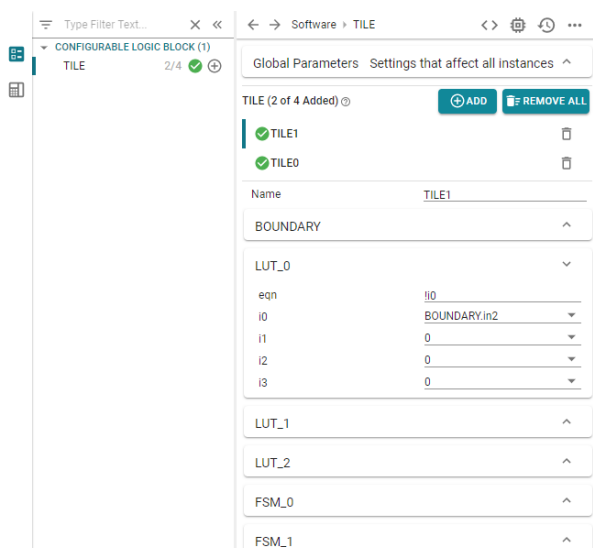 Type Filter Text...
CONFIGURABLE LOGIC BLOCK (1)
TILE 2/4
Software › TILE
Global Parameters Settings that affect all instances
TILE (2 of 4 Added)
ADD
REMOVE ALL
TILE1
TILE0
Name TILE1
BOUNDARY
LUT_0
eqn !i0
i0 BOUNDARY.in2
i1 0
i2 0
i3 0
LUT_1
LUT_2
FSM_0
FSM_1